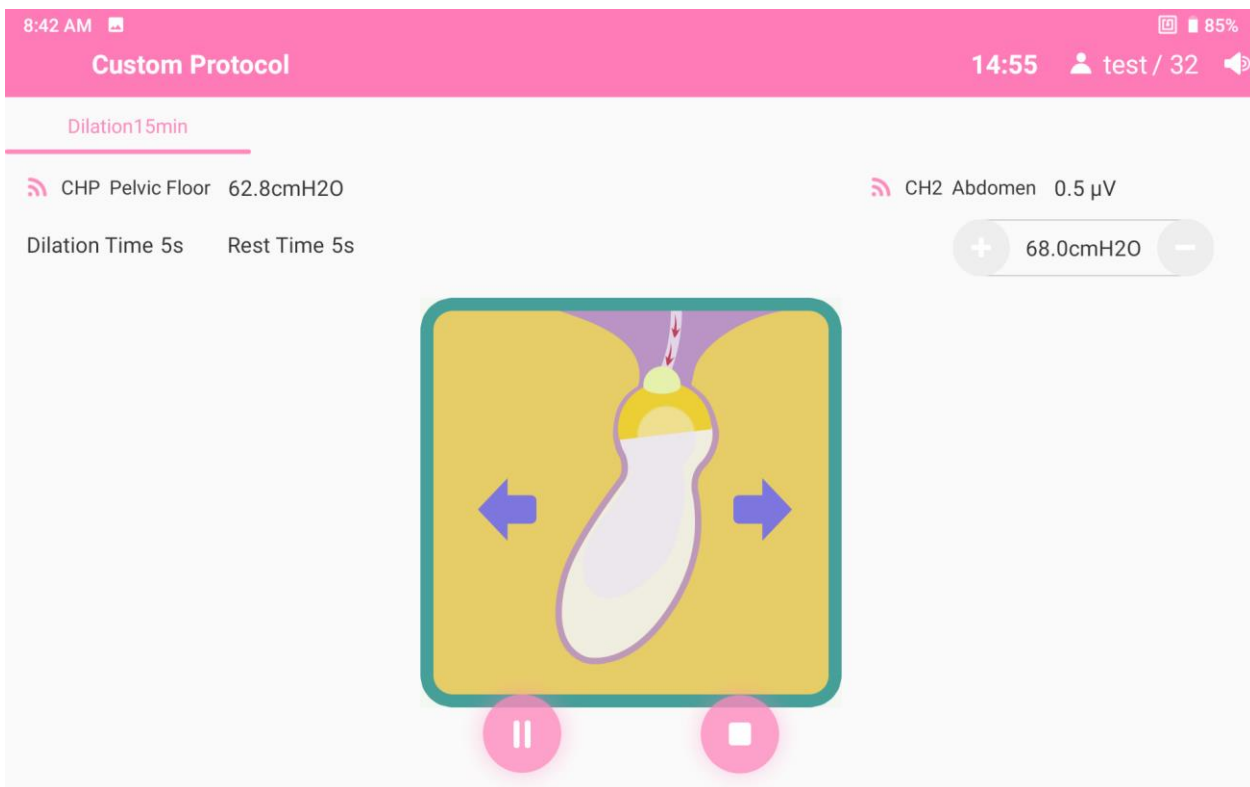 8:42 AM 85%
Custom Protocol 14:55 test / 32
Dilation15min
CHP Pelvic Floor 62.8cmH2O CH2 Abdomen 0.5 µV
Dilation Time 5s Rest Time 5s + 68.0cmH2O −